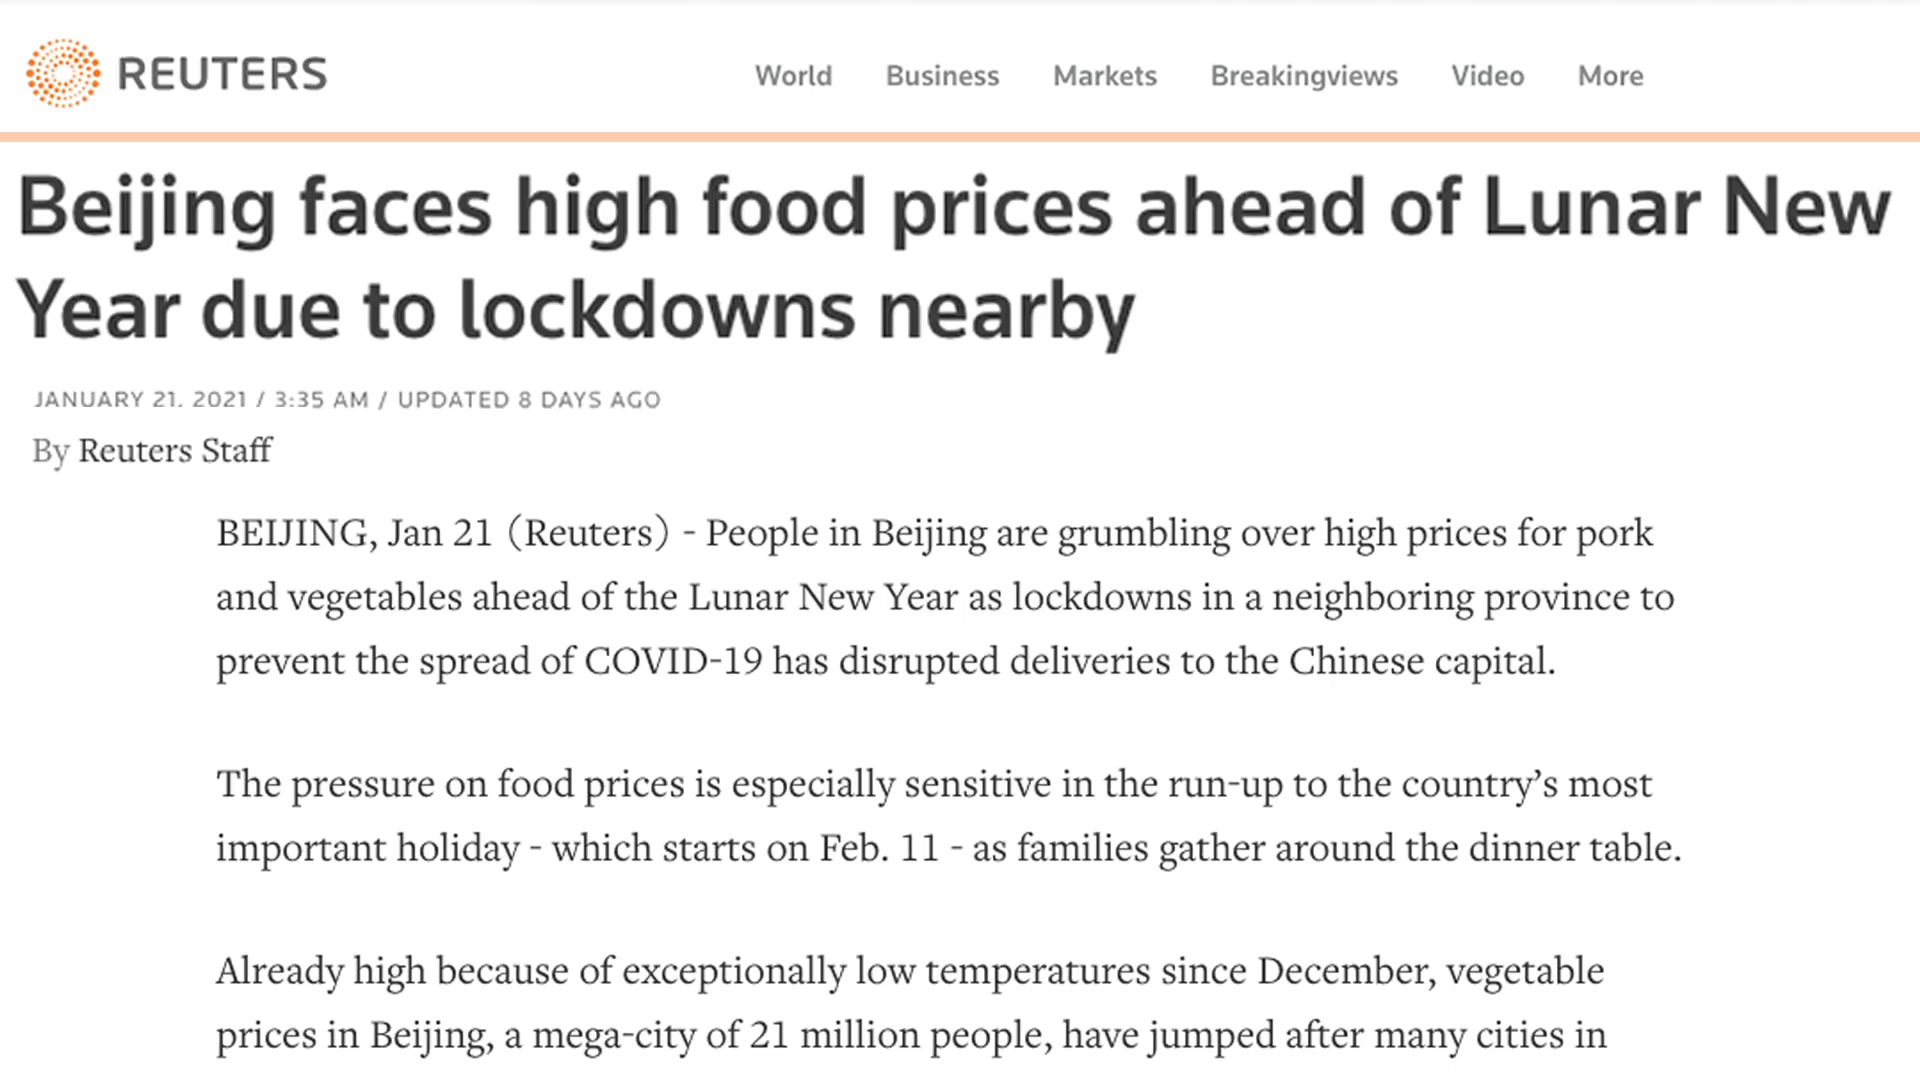 REUTERS
World Business Markets Breakingviews Video More
Beijing faces high food prices ahead of Lunar New
Year due to lockdowns nearby
JANUARY 21. 2021 / 3:35 AM / UPDATED 8 DAYS AGO
By Reuters Staff
BEIJING, Jan 21 (Reuters) - People in Beijing are grumbling over high prices for pork
and vegetables ahead of the Lunar New Year as lockdowns in a neighboring province to
prevent the spread of COVID-19 has disrupted deliveries to the Chinese capital.
The pressure on food prices is especially sensitive in the run-up to the country’s most
important holiday - which starts on Feb. 11 - as families gather around the dinner table.
Already high because of exceptionally low temperatures since December, vegetable
prices in Beijing, a mega-city of 21 million people, have jumped after many cities in